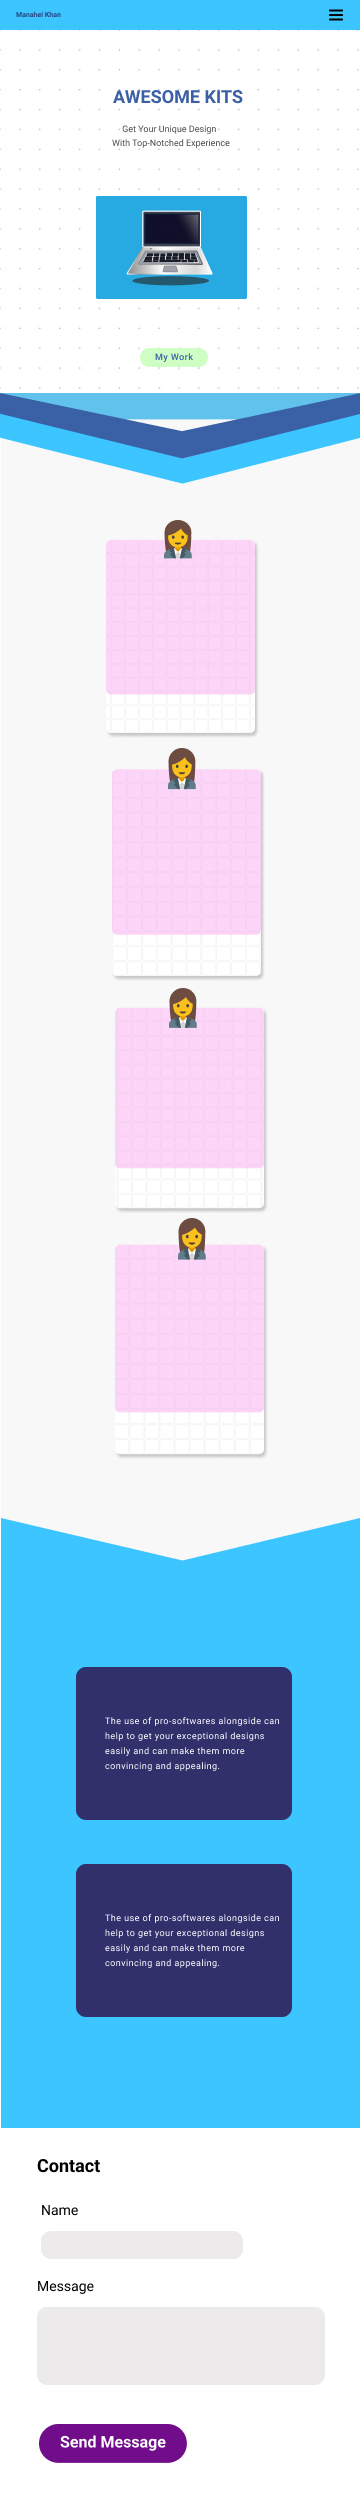 Manahel Khan
AWESOME KITS
Get Your Unique Design
With Top-Notched Experience
My Work
The use of pro-softwares alongside can
help to get your exceptional designs
easily and can make them more
convincing and appealing.
The use of pro-softwares alongside can
help to get your exceptional designs
easily and can make them more
convincing and appealing.
Contact
Name
Message
Send Message